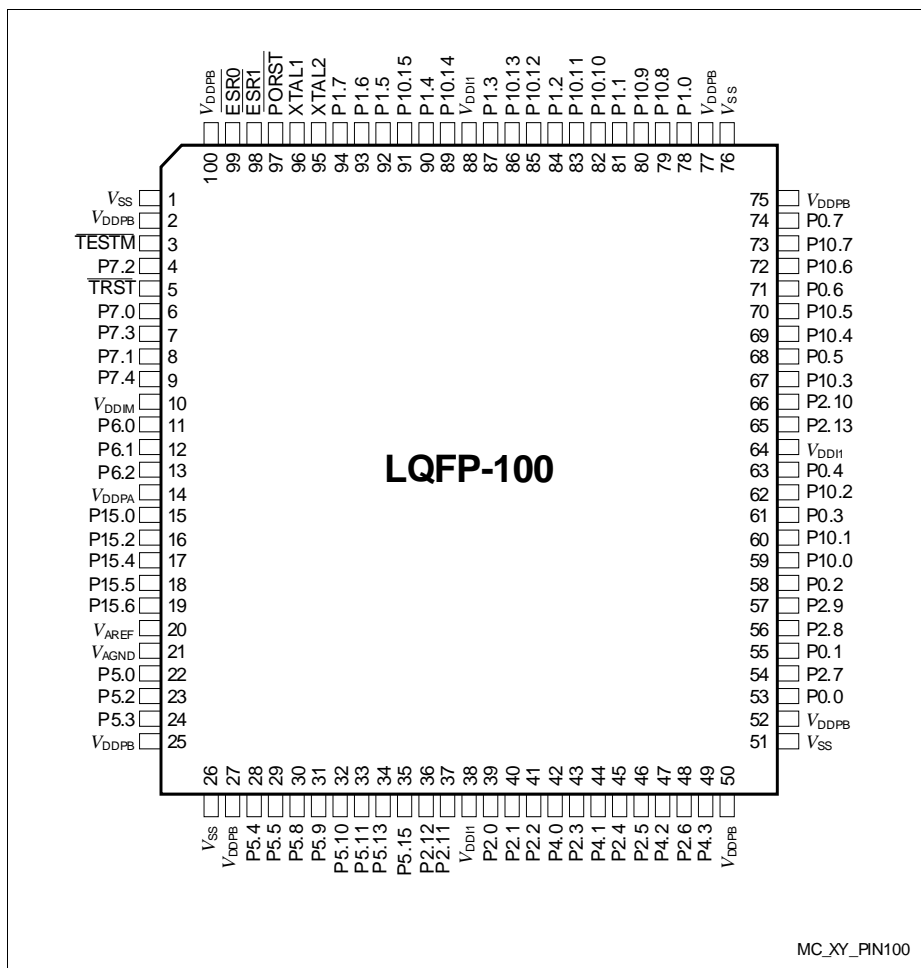 VDDPB
ESR0
ESR1
PORST
XTAL1
XTAL2
P1.7
P1.6
P1.5
P10.15
P1.4
P10.14
VDDI1
P1.3
P10.13
P10.12
P1.2
P10.11
P10.10
P1.1
P10.9
P10.8
P1.0
VDDPB
VSS
100
99
98
97
96
95
94
93
92
91
90
89
88
87
86
85
84
83
82
81
80
79
78
77
76
VSS 1
VDDPB 2
TESTM 3
P7.2 4
TRST 5
P7.0 6
P7.3 7
P7.1 8
P7.4 9
VDDIM 10
P6.0 11
P6.1 12
P6.2 13
VDDPA 14
P15.0 15
P15.2 16
P15.4 17
P15.5 18
P15.6 19
VAREF 20
VAGND 21
P5.0 22
P5.2 23
P5.3 24
VDDPB 25
LQFP-100
75 VDDPB
74 P0.7
73 P10.7
72 P10.6
71 P0.6
70 P10.5
69 P10.4
68 P0.5
67 P10.3
66 P2.10
65 P2.13
64 VDDI1
63 P0.4
62 P10.2
61 P0.3
60 P10.1
59 P10.0
58 P0.2
57 P2.9
56 P2.8
55 P0.1
54 P2.7
53 P0.0
52 VDDPB
51 VSS
26
27
28
29
30
31
32
33
34
35
36
37
38
39
40
41
42
43
44
45
46
47
48
49
50
VSS
VDDPB
P5.4
P5.5
P5.8
P5.9
P5.10
P5.11
P5.13
P5.15
P2.12
P2.11
VDDI1
P2.0
P2.1
P2.2
P4.0
P2.3
P4.1
P2.4
P2.5
P4.2
P2.6
P4.3
VDDPB
MC_XY_PIN100